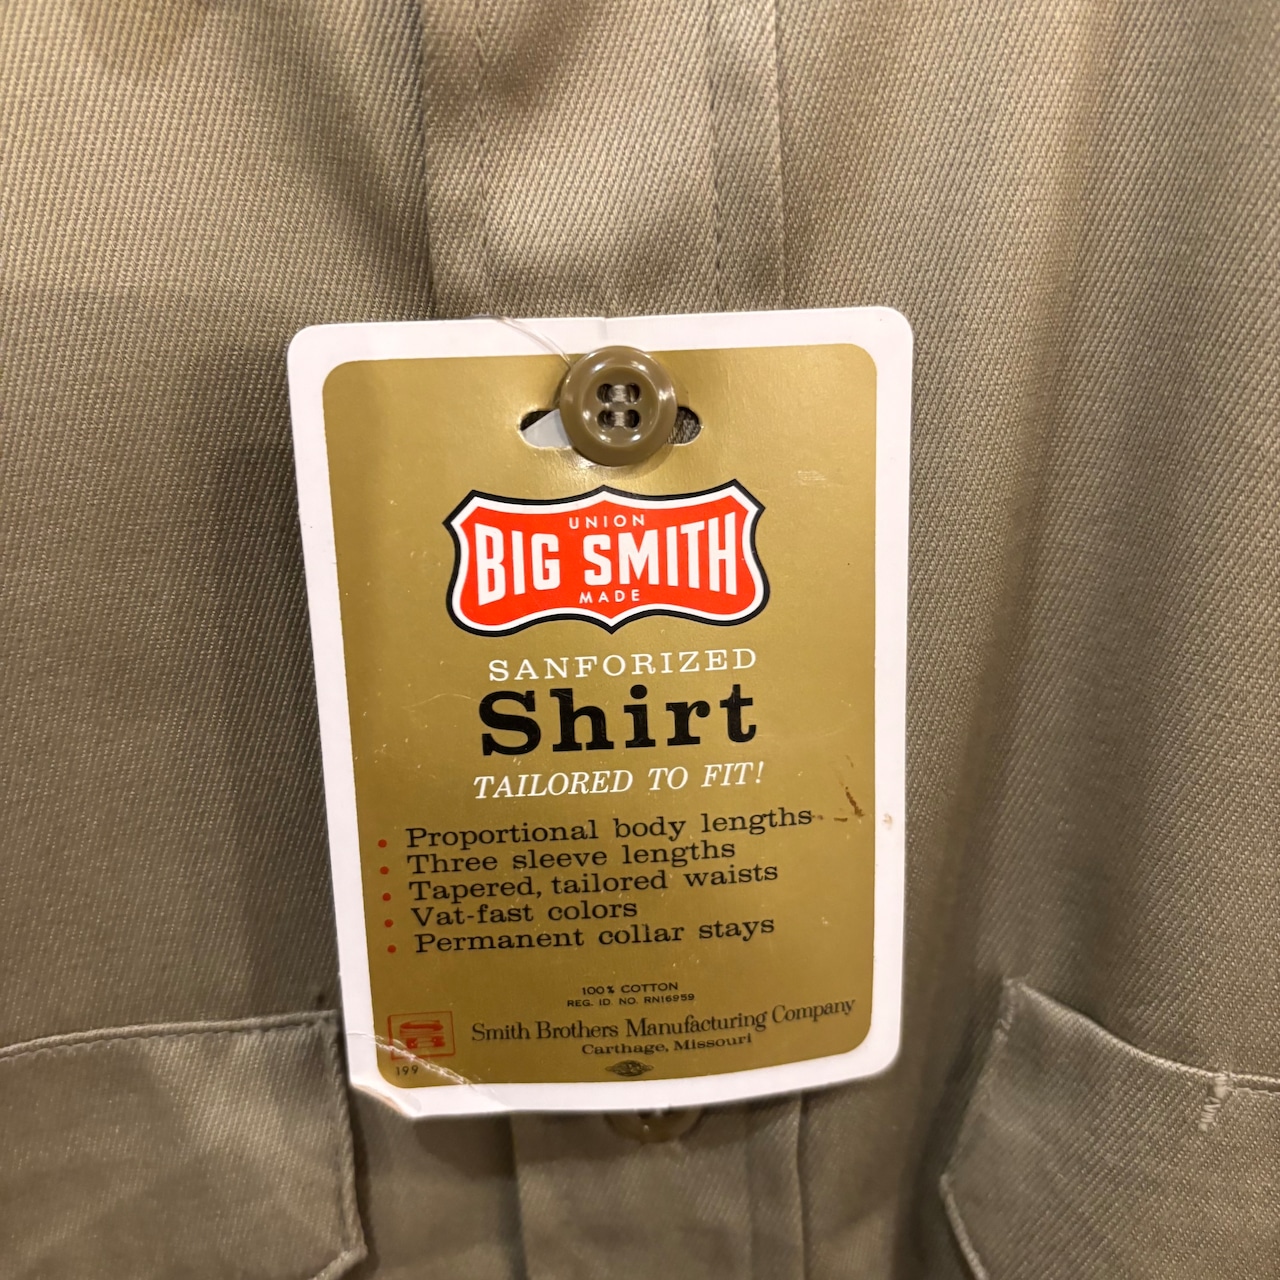 UNION
BIG SMITH
MADE
SANFORIZED
Shirt
TAILORED TO FIT!
• Proportional body lengths
• Three sleeve lengths
• Tapered, tailored waists
• Vat-fast colors
• Permanent collar stays
100% COTTON
REG. ID. NO. RN16959
Smith Brothers Manufacturing Company
Carthage, Missouri
199